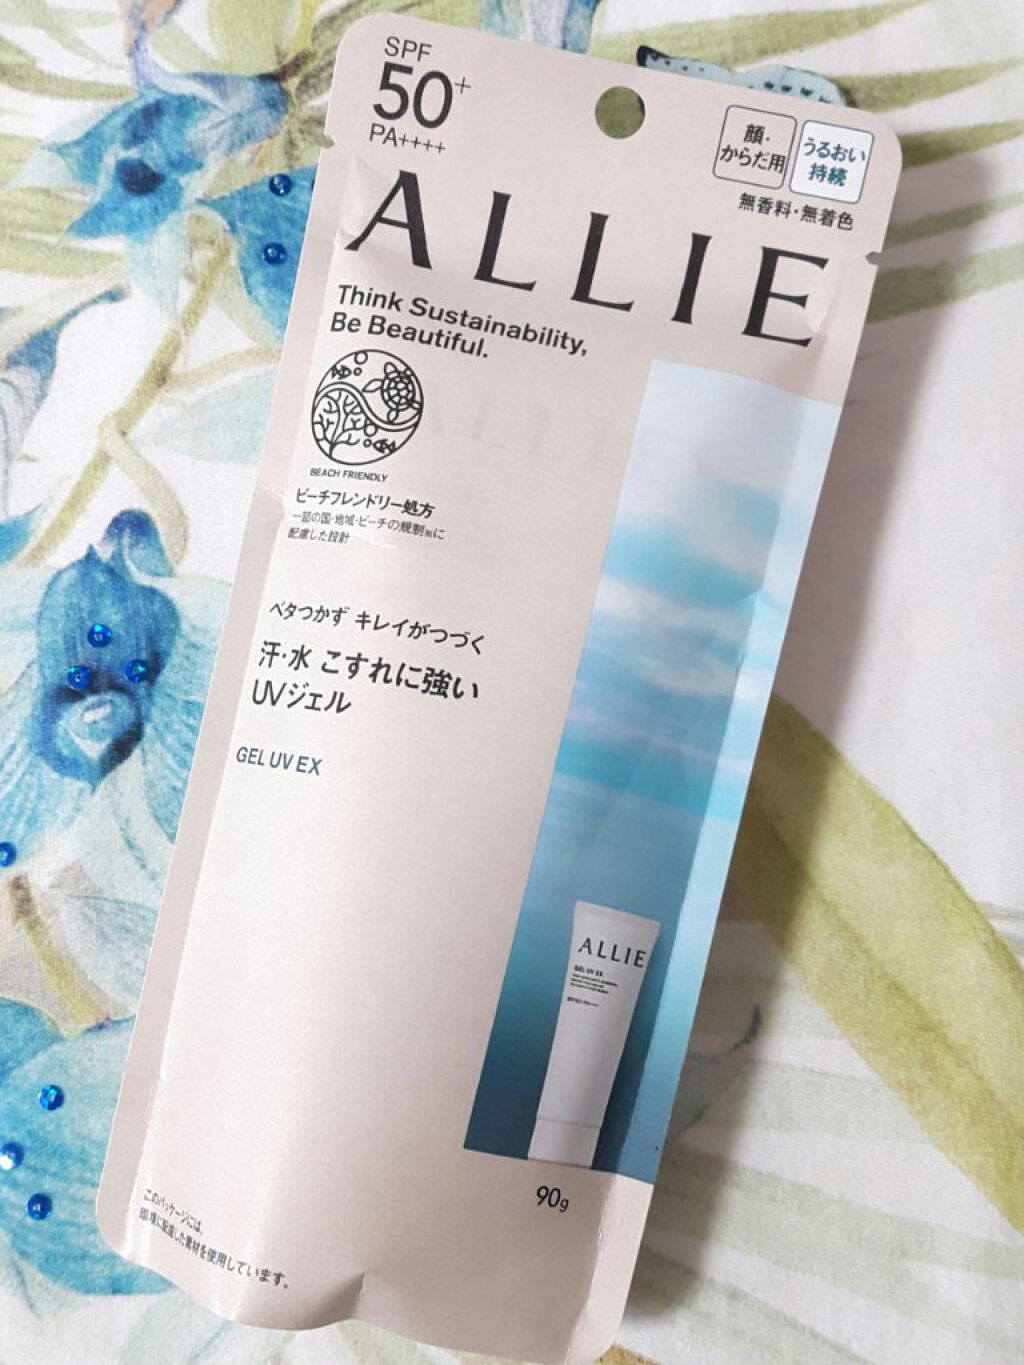 SPF
50+
PA++++
顔・
からだ用
うるおい
持続
無香料・無着色
ALLIE
Think Sustainability,
Be Beautiful.
BEACH FRIENDLY
ビーチフレンドリー処方
一部の国・地域・ビーチの規制※に
配慮した設計
ベタつかず キレイがつづく
汗・水 こすれに強い
UVジェル
GEL UV EX
ALLIE
GEL UV EX
90g
このパッケージには、
環境に配慮した素材を使用しています。